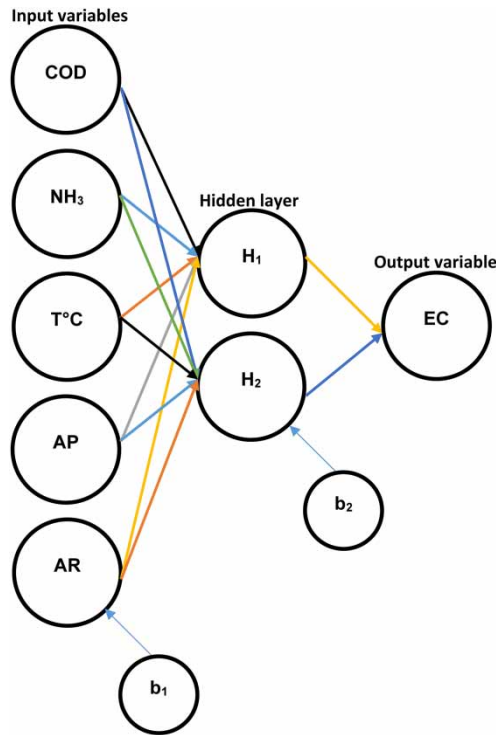 Input variables
COD
NH₃
T°C
AP
AR
b₁
Hidden layer
H₁
H₂
b₂
Output variable
EC